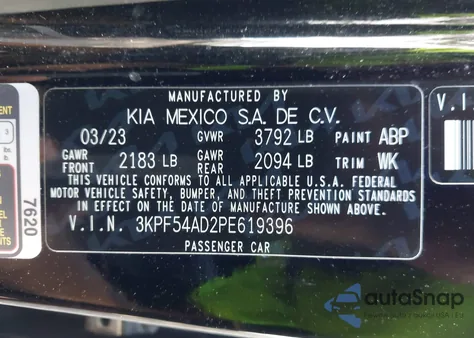 MANUFACTURED BY
KIA MEXICO S.A. DE C.V.
03/23 GVWR 3792 LB PAINT ABP
GAWR FRONT 2183 LB GAWR REAR 2094 LB TRIM WK
THIS VEHICLE CONFORMS TO ALL APPLICABLE U.S.A. FEDERAL
MOTOR VEHICLE SAFETY, BUMPER, AND THEFT PREVENTION STANDARDS
IN EFFECT ON THE DATE OF MANUFACTURE SHOWN ABOVE.
V.I.N. 3KPF54AD2PE619396
PASSENGER CAR
7620
V.I
autoSnap